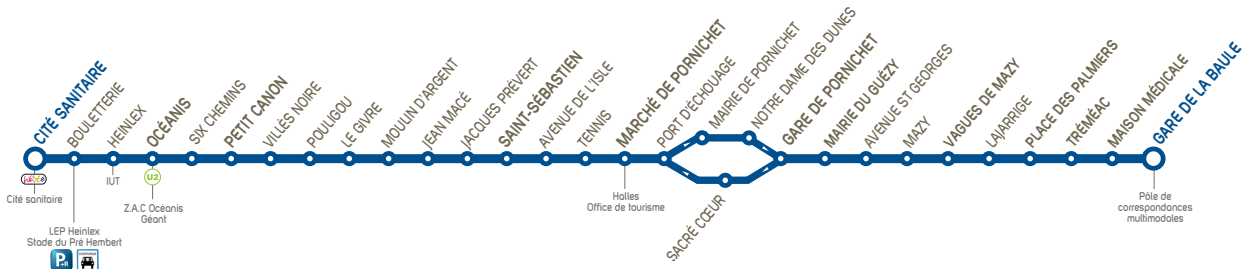 CITÉ SANITAIRE
BOULETTERIE
HEINLEX
OCÉANIS
SIX CHEMINS
PETIT CANON
VILLÈS NOIRE
POULIGOU
LE GIVRE
MOULIN D'ARGENT
JEAN MACÉ
JACQUES PRÉVERT
SAINT-SÉBASTIEN
AVENUE DE L'ISLE
TENNIS
MARCHÉ DE PORNICHET
PORT D'ÉCHOUAGE
MAIRIE DE PORNICHET
NOTRE DAME DES DUNES
SACRÉ CŒUR
GARE DE PORNICHET
MAIRIE DU GUÉZY
AVENUE ST GEORGES
MAZY
VAGUES DE MAZY
LAJARRIGE
PLACE DES PALMIERS
TRÉMÉAC
MAISON MÉDICALE
GARE DE LA BAULE
hélYce
Cité sanitaire
LEP Heinlex
Stade du Pré Hembert
P+R
IUT
U2
Z.A.C Océanis
Géant
Halles
Office de tourisme
Pôle de
correspondances
multimodales